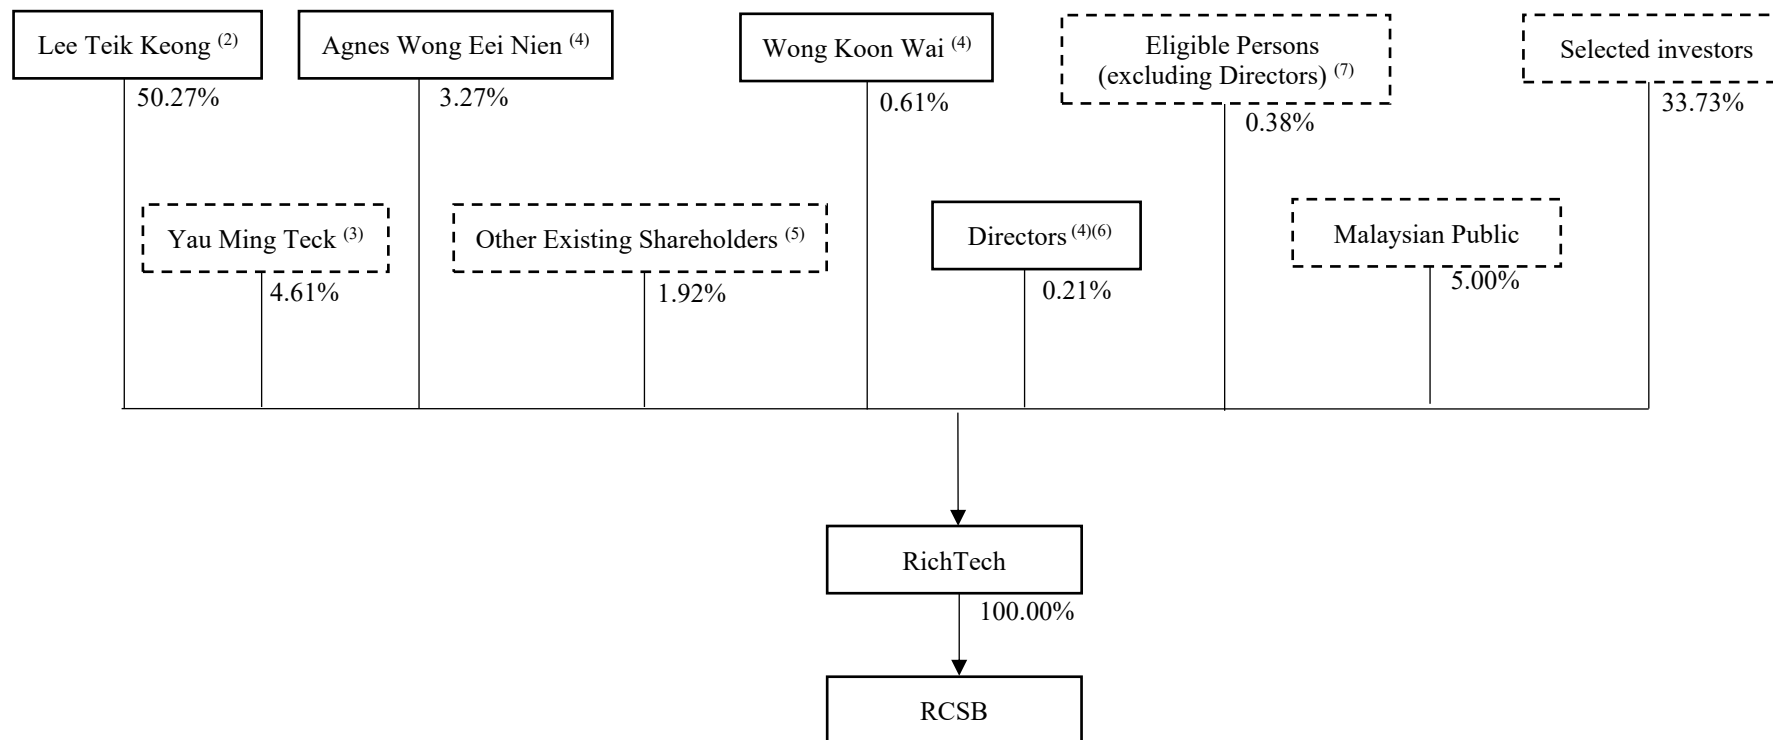 Lee Teik Keong (2)
50.27%
Agnes Wong Eei Nien (4)
3.27%
Wong Koon Wai (4)
0.61%
Eligible Persons
(excluding Directors) (7)
0.38%
Selected investors
33.73%
Yau Ming Teck (3)
4.61%
Other Existing Shareholders (5)
1.92%
Directors (4)(6)
0.21%
Malaysian Public
5.00%
RichTech
100.00%
RCSB